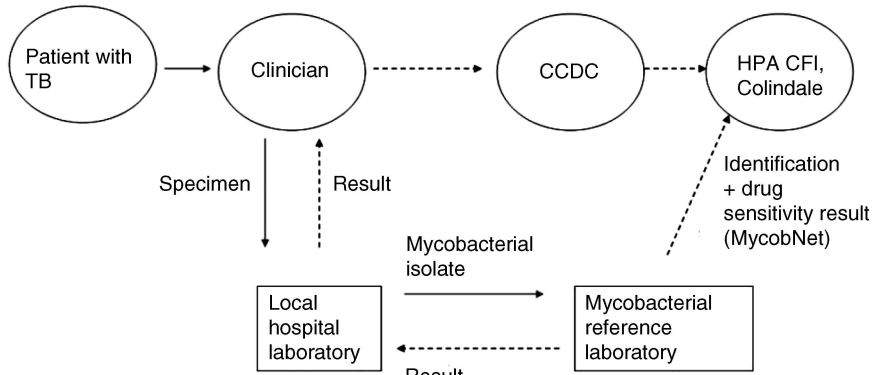 Patient with
TB
Clinician
CCDC
HPA CFI,
Colindale
Specimen
Result
Identification
+ drug
sensitivity result
(MycobNet)
Mycobacterial
isolate
Local
hospital
laboratory
Mycobacterial
reference
laboratory
Result